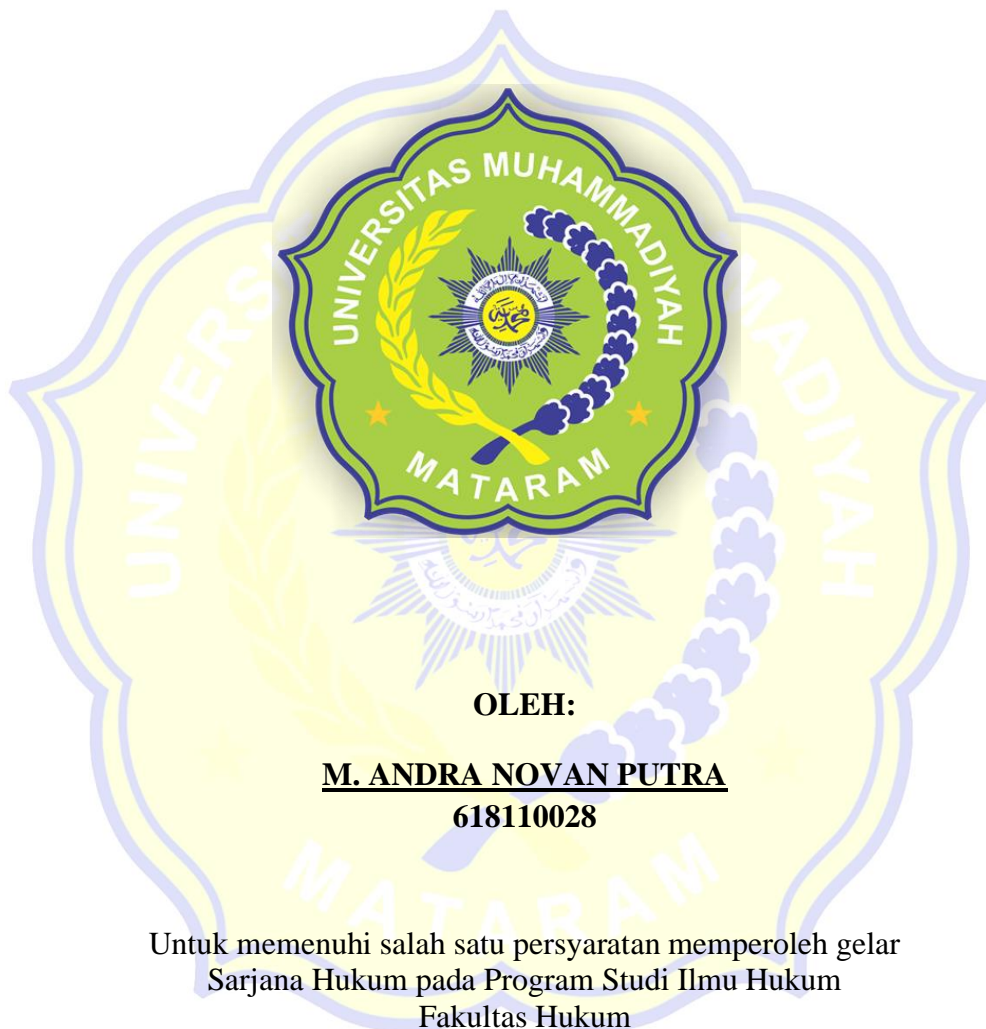 UNIVERSITAS MUHAMMADIYAH
MATARAM
OLEH:
M. ANDRA NOVAN PUTRA
618110028
Untuk memenuhi salah satu persyaratan memperoleh gelar
Sarjana Hukum pada Program Studi Ilmu Hukum
Fakultas Hukum